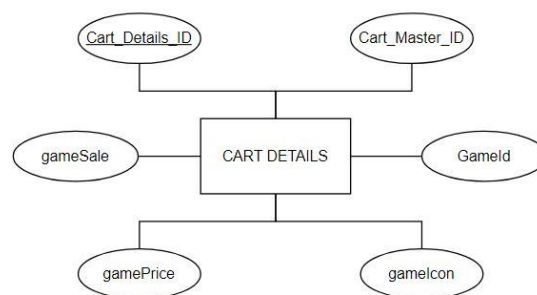 Cart_Details_ID
Cart_Master_ID
gameSale
CART DETAILS
GameId
gamePrice
gameIcon